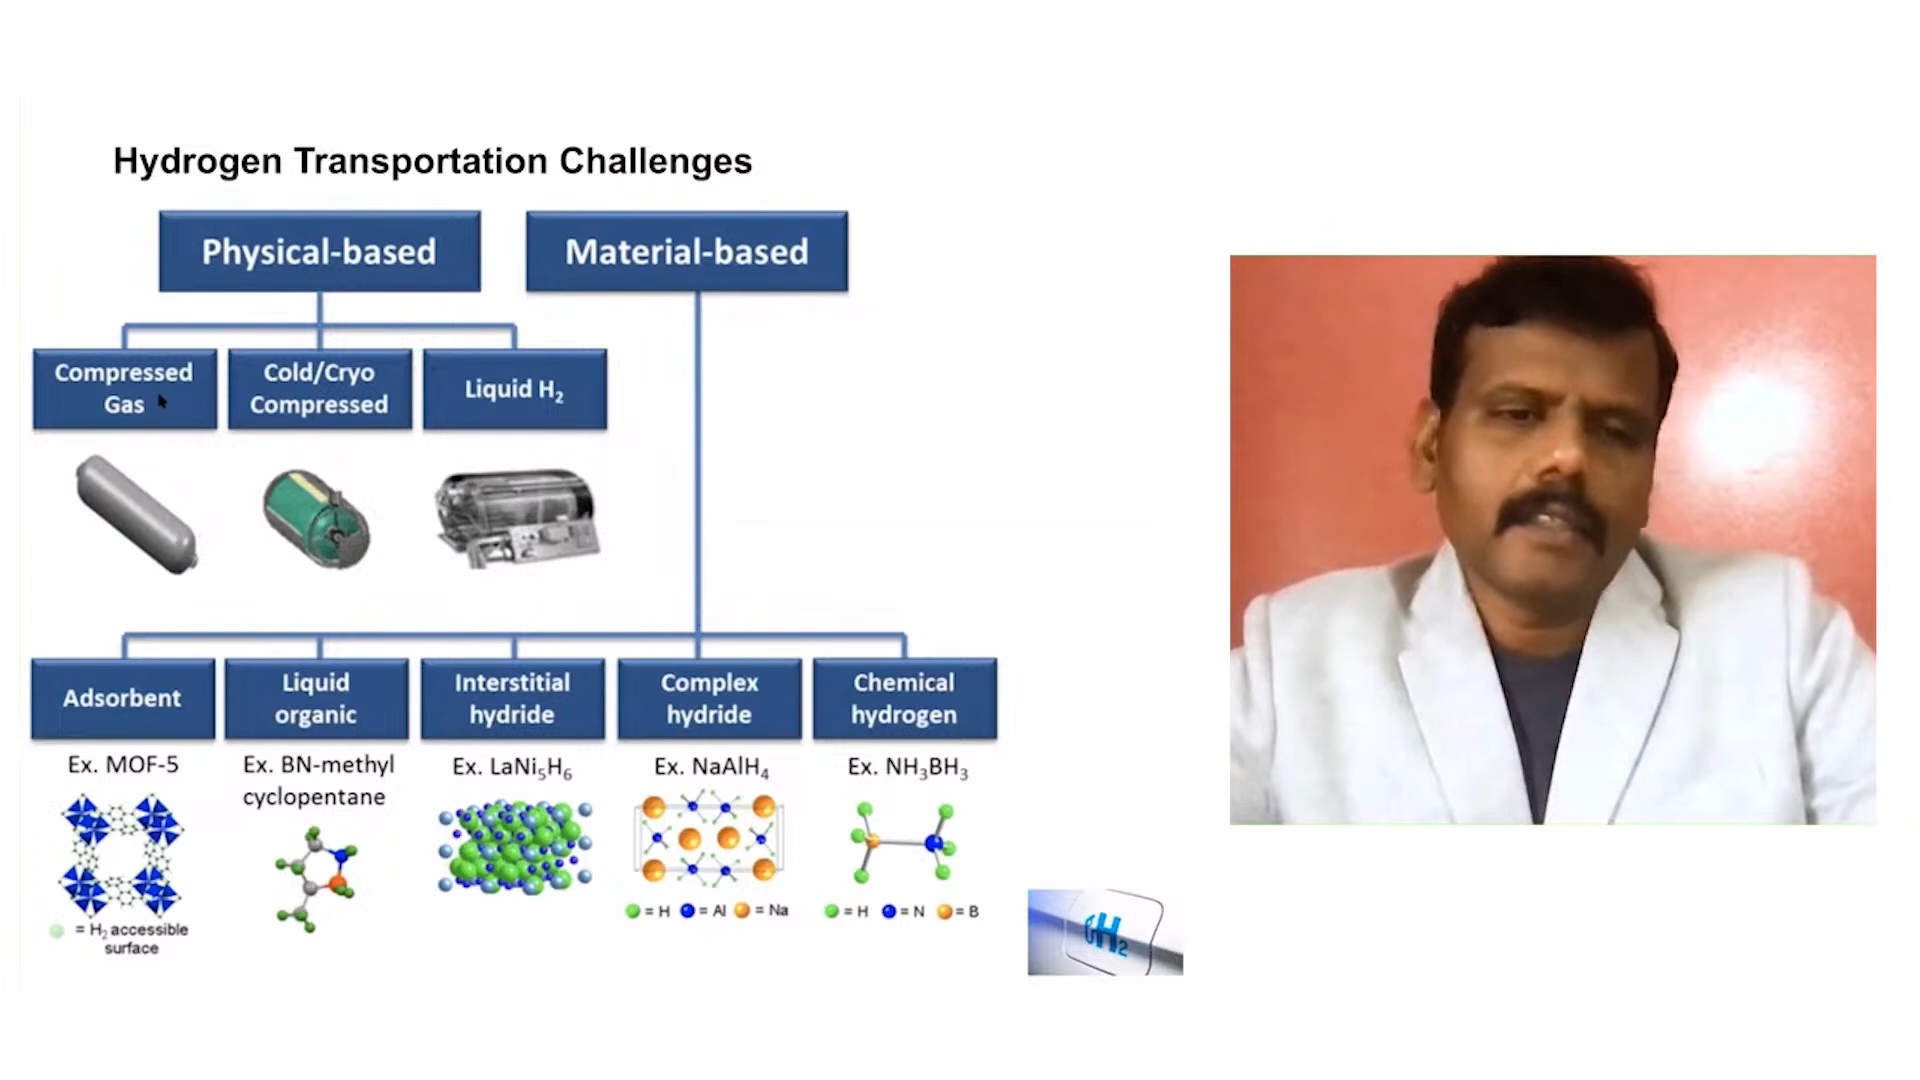 Hydrogen Transportation Challenges
Physical-based
Material-based
Compressed
Gas
Cold/Cryo
Compressed
Liquid H₂
Adsorbent
Liquid
organic
Interstitial
hydride
Complex
hydride
Chemical
hydrogen
Ex. MOF-5
Ex. BN-methyl
cyclopentane
Ex. LaNi₅H₆
Ex. NaAlH₄
Ex. NH₃BH₃
= H₂ accessible
surface
= H = Al = Na
= H = N = B
H₂